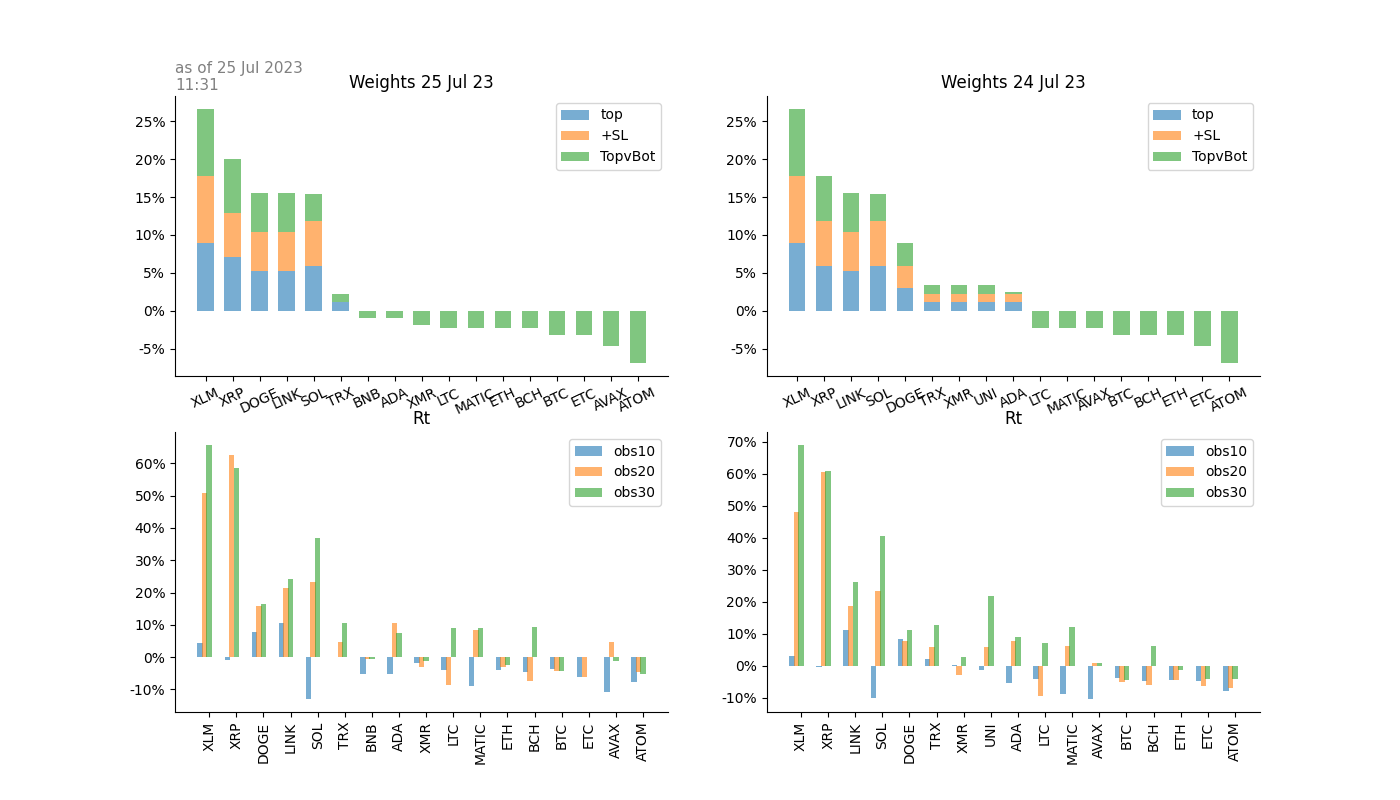 as of 25 Jul 2023
11:31
Weights 25 Jul 23
25%
20%
15%
10%
5%
0%
-5%
top
+SL
TopvBot
XLM XRP DOGE LINK SOL TRX BNB ADA XMR LTC MATIC ETH BCH BTC ETC AVAX ATOM
Weights 24 Jul 23
25%
20%
15%
10%
5%
0%
-5%
top
+SL
TopvBot
XLM XRP LINK SOL DOGE TRX XMR UNI ADA LTC MATIC AVAX BTC BCH ETH ETC ATOM
Rt
60%
50%
40%
30%
20%
10%
0%
-10%
obs10
obs20
obs30
XLM XRP DOGE LINK SOL TRX BNB ADA XMR LTC MATIC ETH BCH BTC ETC AVAX ATOM
Rt
70%
60%
50%
40%
30%
20%
10%
0%
-10%
obs10
obs20
obs30
XLM XRP LINK SOL DOGE TRX XMR UNI ADA LTC MATIC AVAX BTC BCH ETH ETC ATOM